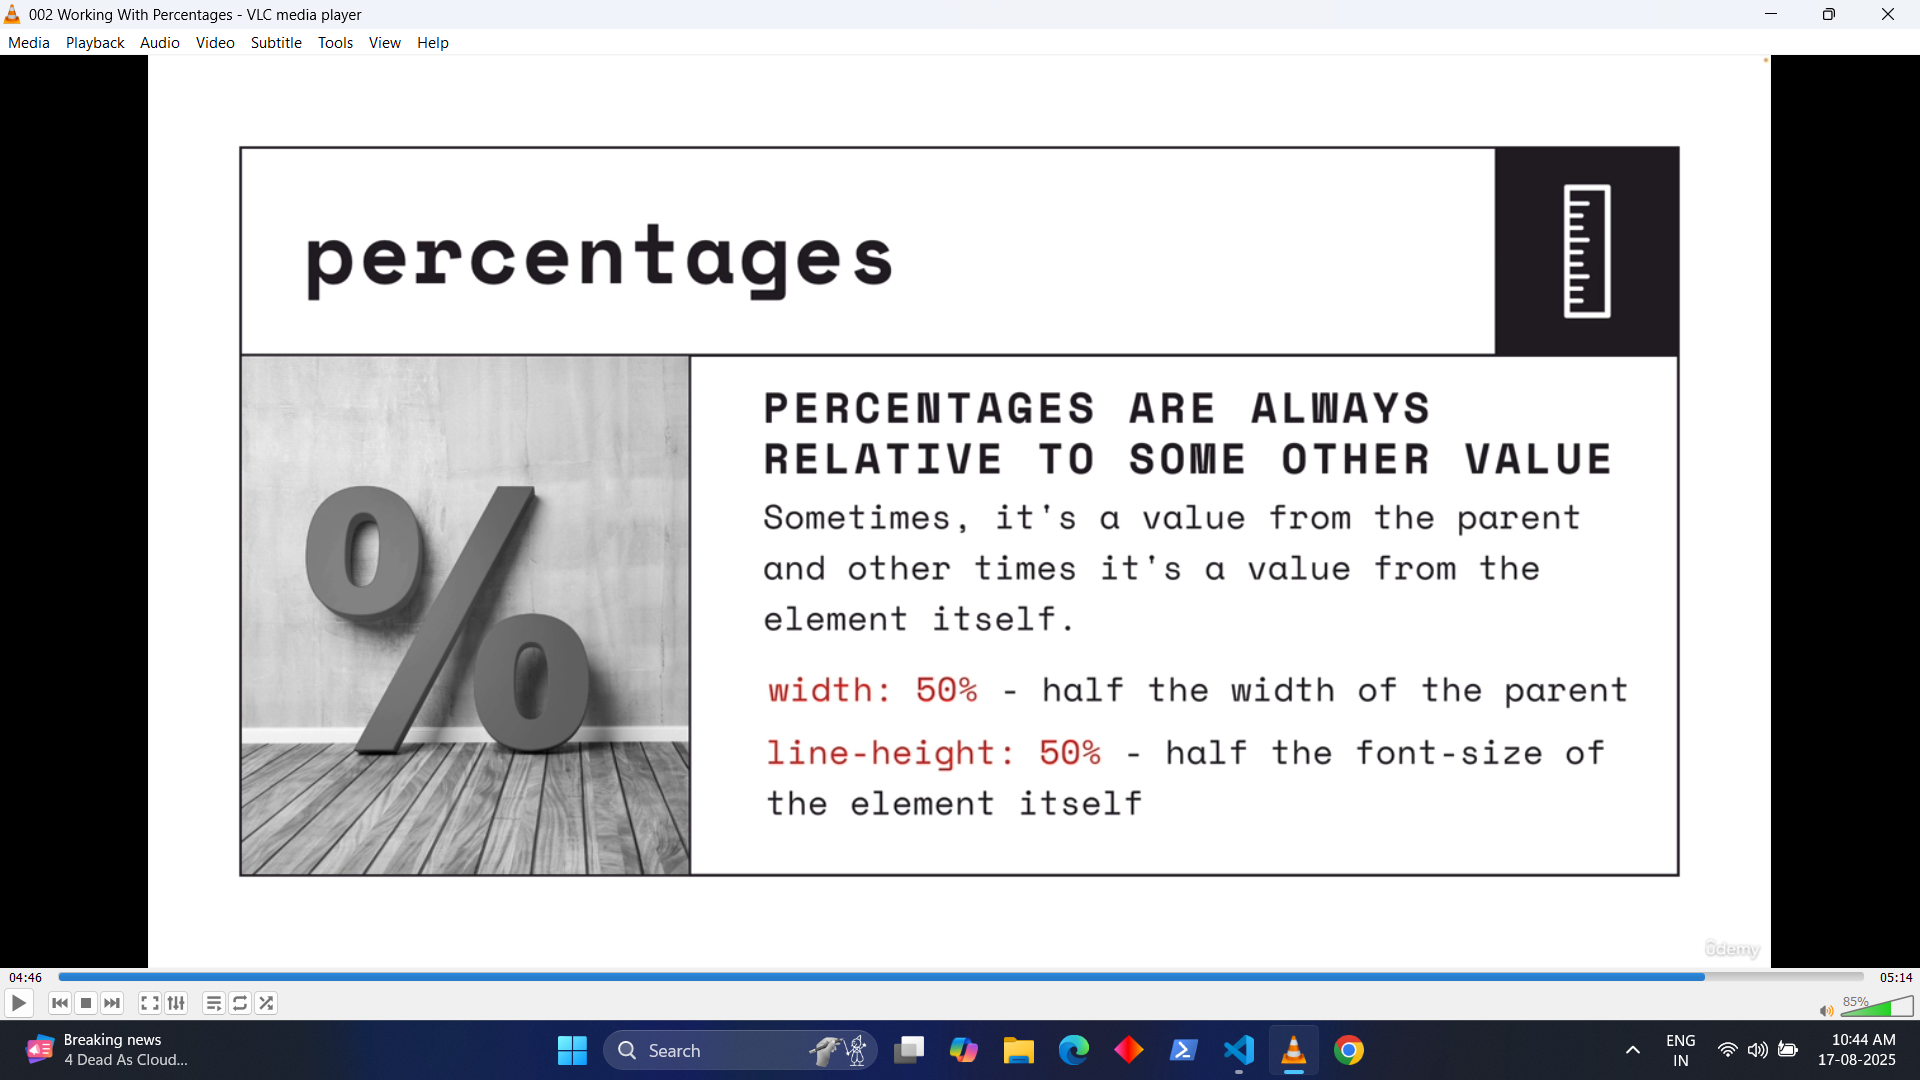 002 Working With Percentages - VLC media player
Media Playback Audio Video Subtitle Tools View Help
percentages
PERCENTAGES ARE ALWAYS
RELATIVE TO SOME OTHER VALUE
Sometimes, it's a value from the parent
and other times it's a value from the
element itself.
width: 50% - half the width of the parent
line-height: 50% - half the font-size of
the element itself
%
udemy
04:46
05:14
85%
Breaking news
4 Dead As Cloud...
Search
ENG
IN
10:44 AM
17-08-2025